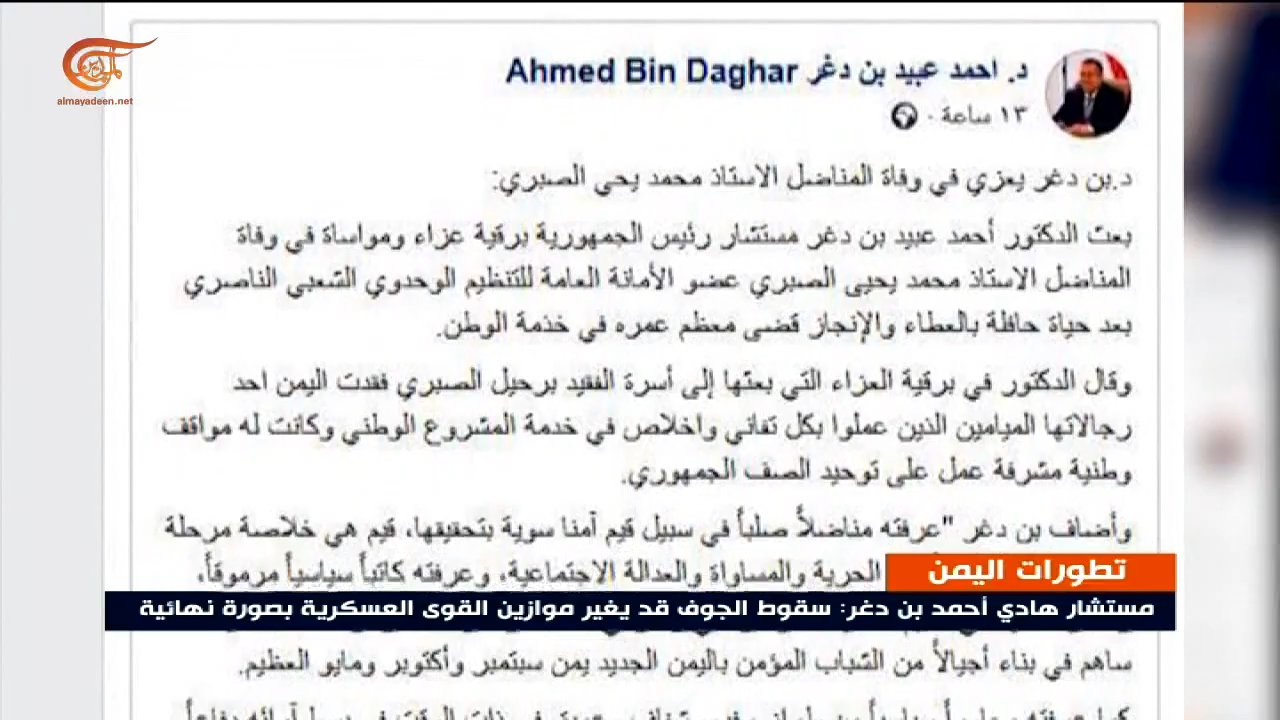 الميادين
almayadeen.net
د. احمد عبيد بن دغر Ahmed Bin Daghar
١٣ ساعة ·
د.بن دغر يعزي في وفاة المناضل الاستاذ محمد يحي الصبري:
بعث الدكتور أحمد عبيد بن دغر مستشار رئيس الجمهورية برقية عزاء ومواساة في وفاة
المناضل الاستاذ محمد يحيى الصبري عضو الأمانة العامة للتنظيم الوحدوي الشعبي الناصري
بعد حياة حافلة بالعطاء والإنجاز قضى معظم عمره في خذمة الوطن.
وقال الدكتور في برقية العزاء التي بعثها إلى أسرة الفقيد برحيل الصبري فقدت اليمن احد
رجالاتها الميامين الذين عملوا بكل تفاني واخلاص في خدمة المشروع الوطني وكانت له مواقف
وطنية مشرفة عمل على توحيد الصف الجمهوري.
وأضاف بن دغر "عرفته مناضلاً صلباً في سبيل قيم آمنا سوية بتحقيقها، قيم هي خلاصة مرحلة
الحرية والمساواة والعدالة الاجتماعية، وعرفته كاتباً سياسياً مرموقاً،
تطورات اليمن
مستشار هادي أحمد بن دغر: سقوط الجوف قد يغير موازين القوى العسكرية بصورة نهائية
ساهم في بناء أجيالاً من الشباب المؤمن باليمن الجديد يمن سبتمبر وأكتوبر ومايو العظيم.